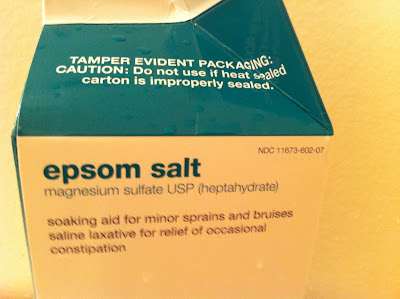 TAMPER EVIDENT PACKAGING:
CAUTION: Do not use if heat sealed
carton is improperly sealed.
NDC 11673-602-07
epsom salt
magnesium sulfate USP (heptahydrate)
soaking aid for minor sprains and bruises
saline laxative for relief of occasional
constipation